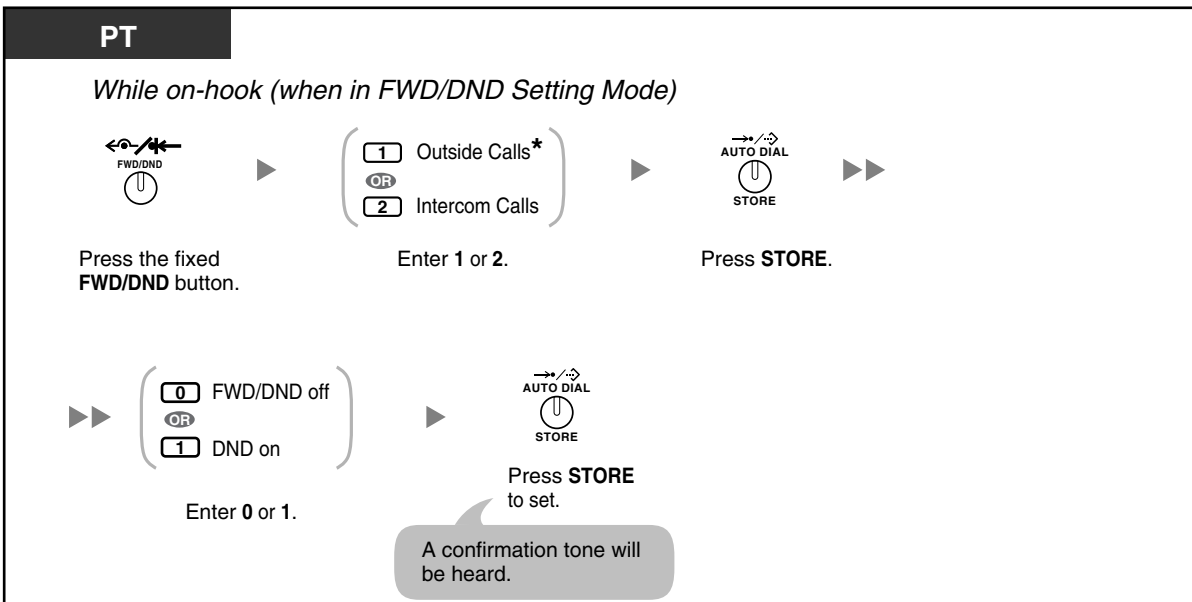 PT
While on-hook (when in FWD/DND Setting Mode)
FWD/DND
1 Outside Calls*
OR
2 Intercom Calls
AUTO DIAL
STORE
Press the fixed
FWD/DND button.
Enter 1 or 2.
Press STORE.
0 FWD/DND off
OR
1 DND on
AUTO DIAL
STORE
Enter 0 or 1.
Press STORE
to set.
A confirmation tone will
be heard.